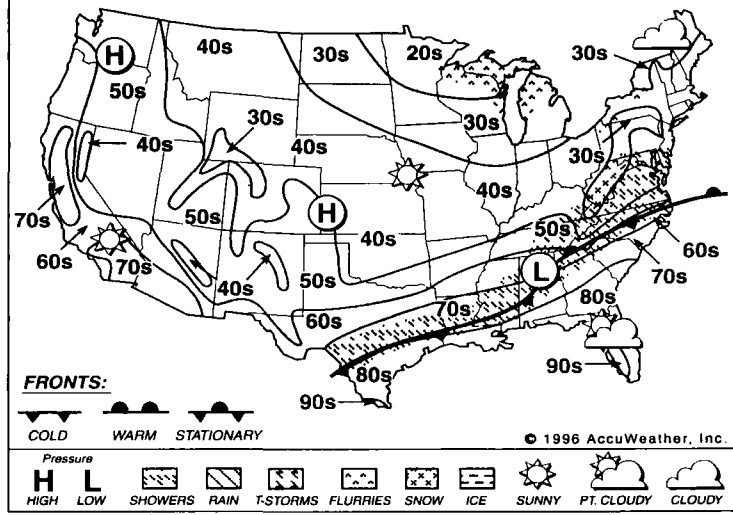 H 40s 30s 20s 30s
50s
30s 40s 40s 30s 30s
40s
70s 50s H 40s 50s 60s
60s 70s 40s 50s L 70s
60s 70s 80s
80s 90s
90s
FRONTS:
COLD WARM STATIONARY
© 1996 AccuWeather, Inc.
Pressure
H L
HIGH LOW SHOWERS RAIN T-STORMS FLURRIES SNOW ICE SUNNY PT. CLOUDY CLOUDY